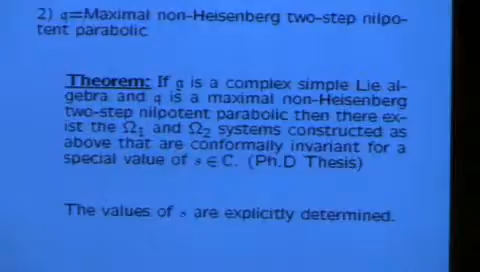 2) q=Maximal non-Heisenberg two-step nilpo-
tent parabolic
Theorem: If g is a complex simple Lie al-
gebra and q is a maximal non-Heisenberg
two-step nilpotent parabolic then there ex-
ist the Ω₁ and Ω₂ systems constructed as
above that are conformally invariant for a
special value of s ∈ C. (Ph.D Thesis)
The values of s are explicitly determined.